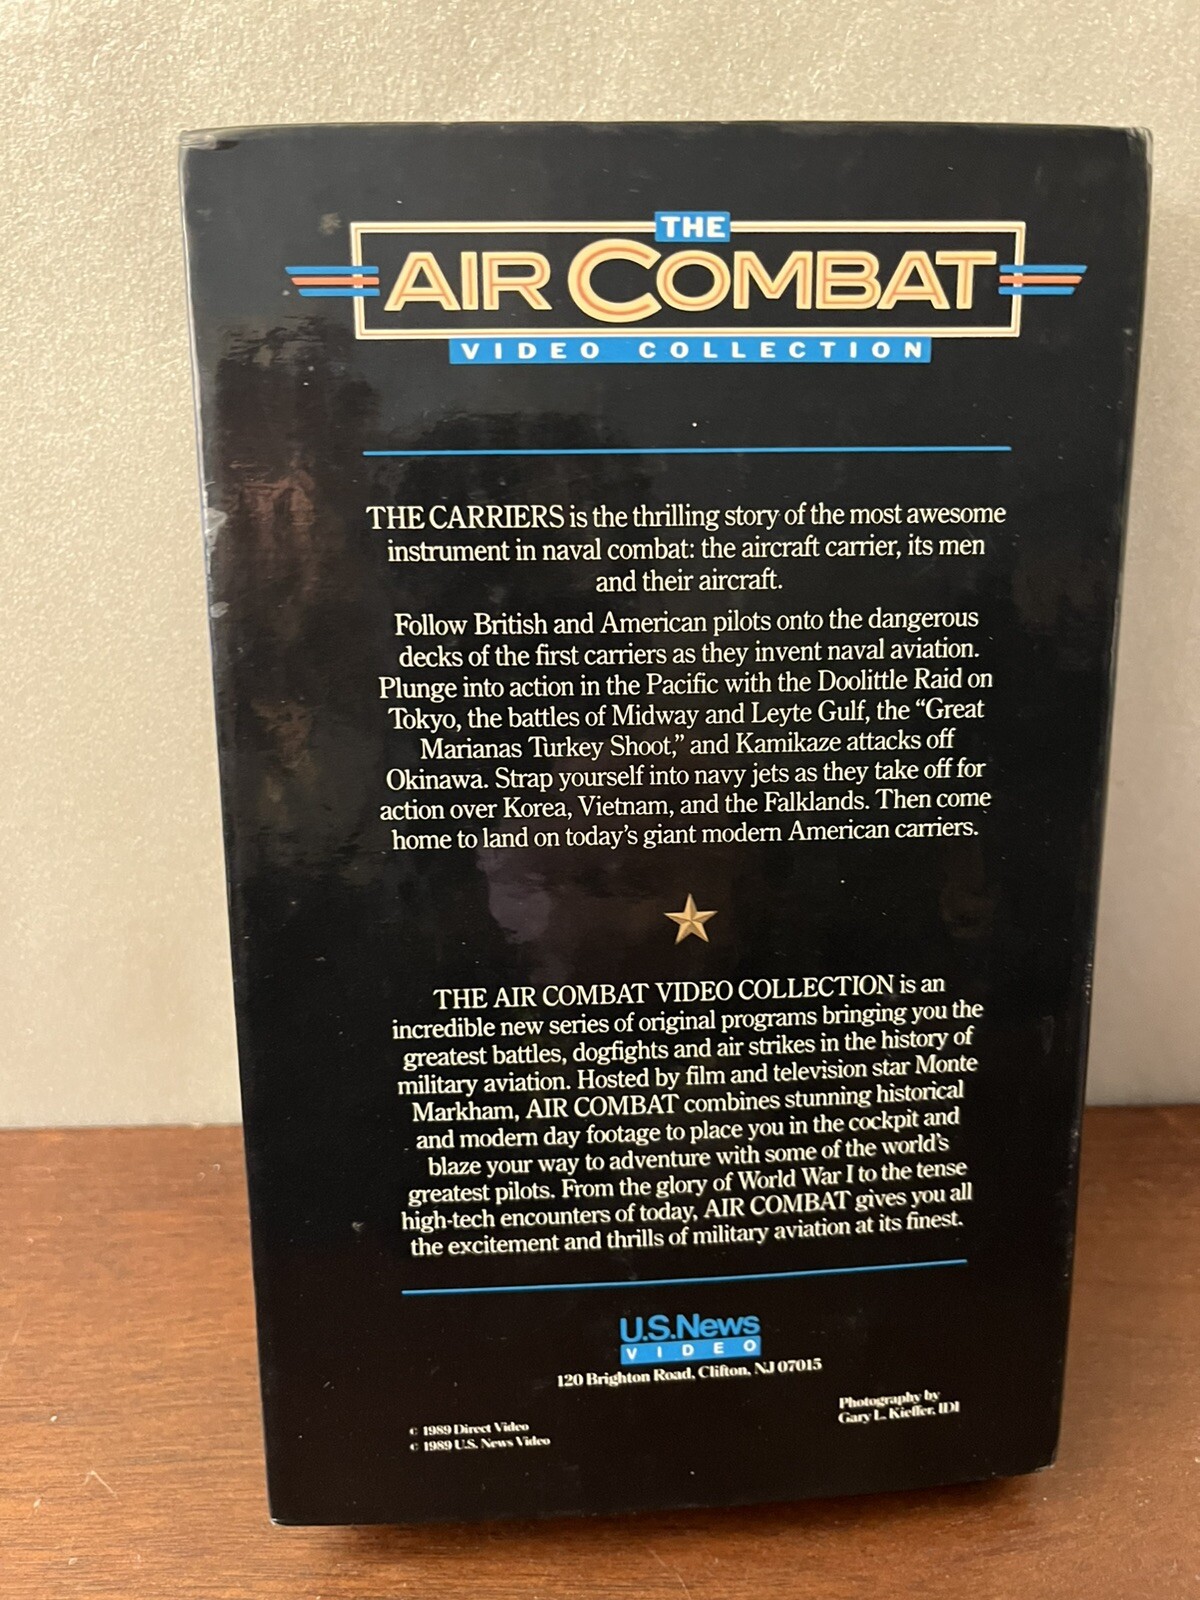 THE
AIR COMBAT
VIDEO COLLECTION
THE CARRIERS is the thrilling story of the most awesome
instrument in naval combat: the aircraft carrier, its men
and their aircraft.
Follow British and American pilots onto the dangerous
decks of the first carriers as they invent naval aviation.
Plunge into action in the Pacific with the Doolittle Raid on
Tokyo, the battles of Midway and Leyte Gulf, the “Great
Marianas Turkey Shoot,” and Kamikaze attacks off
Okinawa. Strap yourself into navy jets as they take off for
action over Korea, Vietnam, and the Falklands. Then come
home to land on today’s giant modern American carriers.
THE AIR COMBAT VIDEO COLLECTION is an
incredible new series of original programs bringing you the
greatest battles, dogfights and air strikes in the history of
military aviation. Hosted by film and television star Monte
Markham, AIR COMBAT combines stunning historical
and modern day footage to place you in the cockpit and
blaze your way to adventure with some of the world’s
greatest pilots. From the glory of World War I to the tense
high-tech encounters of today, AIR COMBAT gives you all
the excitement and thrills of military aviation at its finest.
U.S.News
VIDEO
120 Brighton Road, Clifton, NJ 07015
Photography by
Gary L. Kieffer, IDI
© 1989 Direct Video
© 1989 U.S. News Video